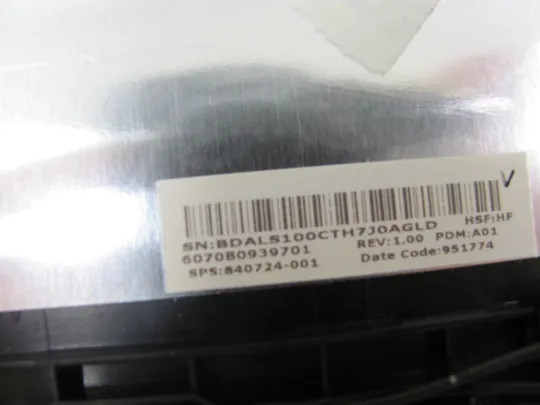 V
SN:BDALS100CTH7J0AGLD HSF:HF
6070B0939701 REV:1.00 PDM:A01
SPS:840724-001 Date Code:951774